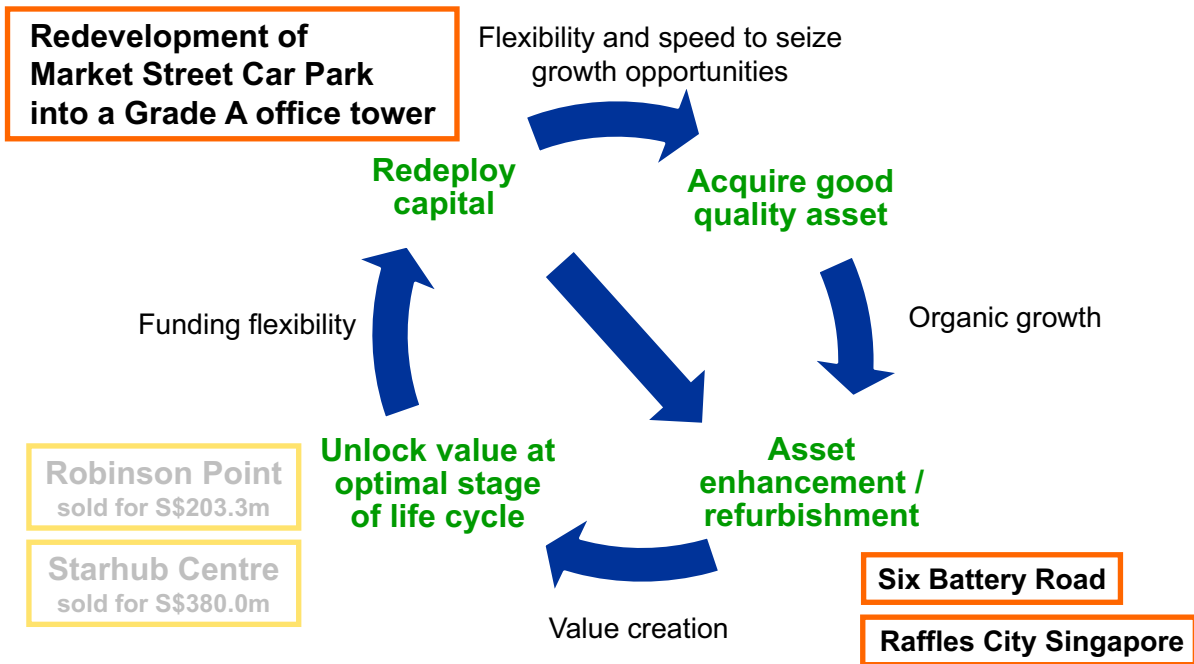 Redevelopment of
Market Street Car Park
into a Grade A office tower
Flexibility and speed to seize
growth opportunities
Redeploy
capital
Acquire good
quality asset
Funding flexibility
Organic growth
Robinson Point
sold for S$203.3m
Starhub Centre
sold for S$380.0m
Unlock value at
optimal stage
of life cycle
Asset
enhancement /
refurbishment
Six Battery Road
Raffles City Singapore
Value creation